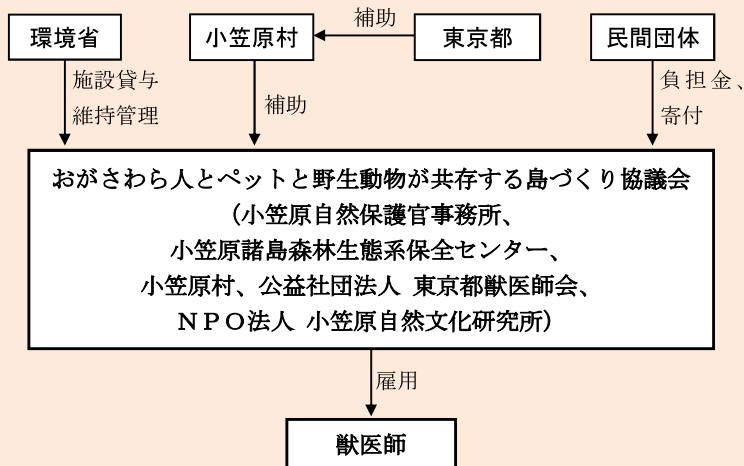 環境省
小笠原村
補助
東京都
民間団体
施設貸与
維持管理
補助
負担金、
寄付
おがさわら人とペットと野生動物が共存する島づくり協議会
（小笠原自然保護官事務所、
小笠原諸島森林生態系保全センター、
小笠原村、公益社団法人 東京都獣医師会、
ＮＰＯ法人 小笠原自然文化研究所）
雇用
獣医師